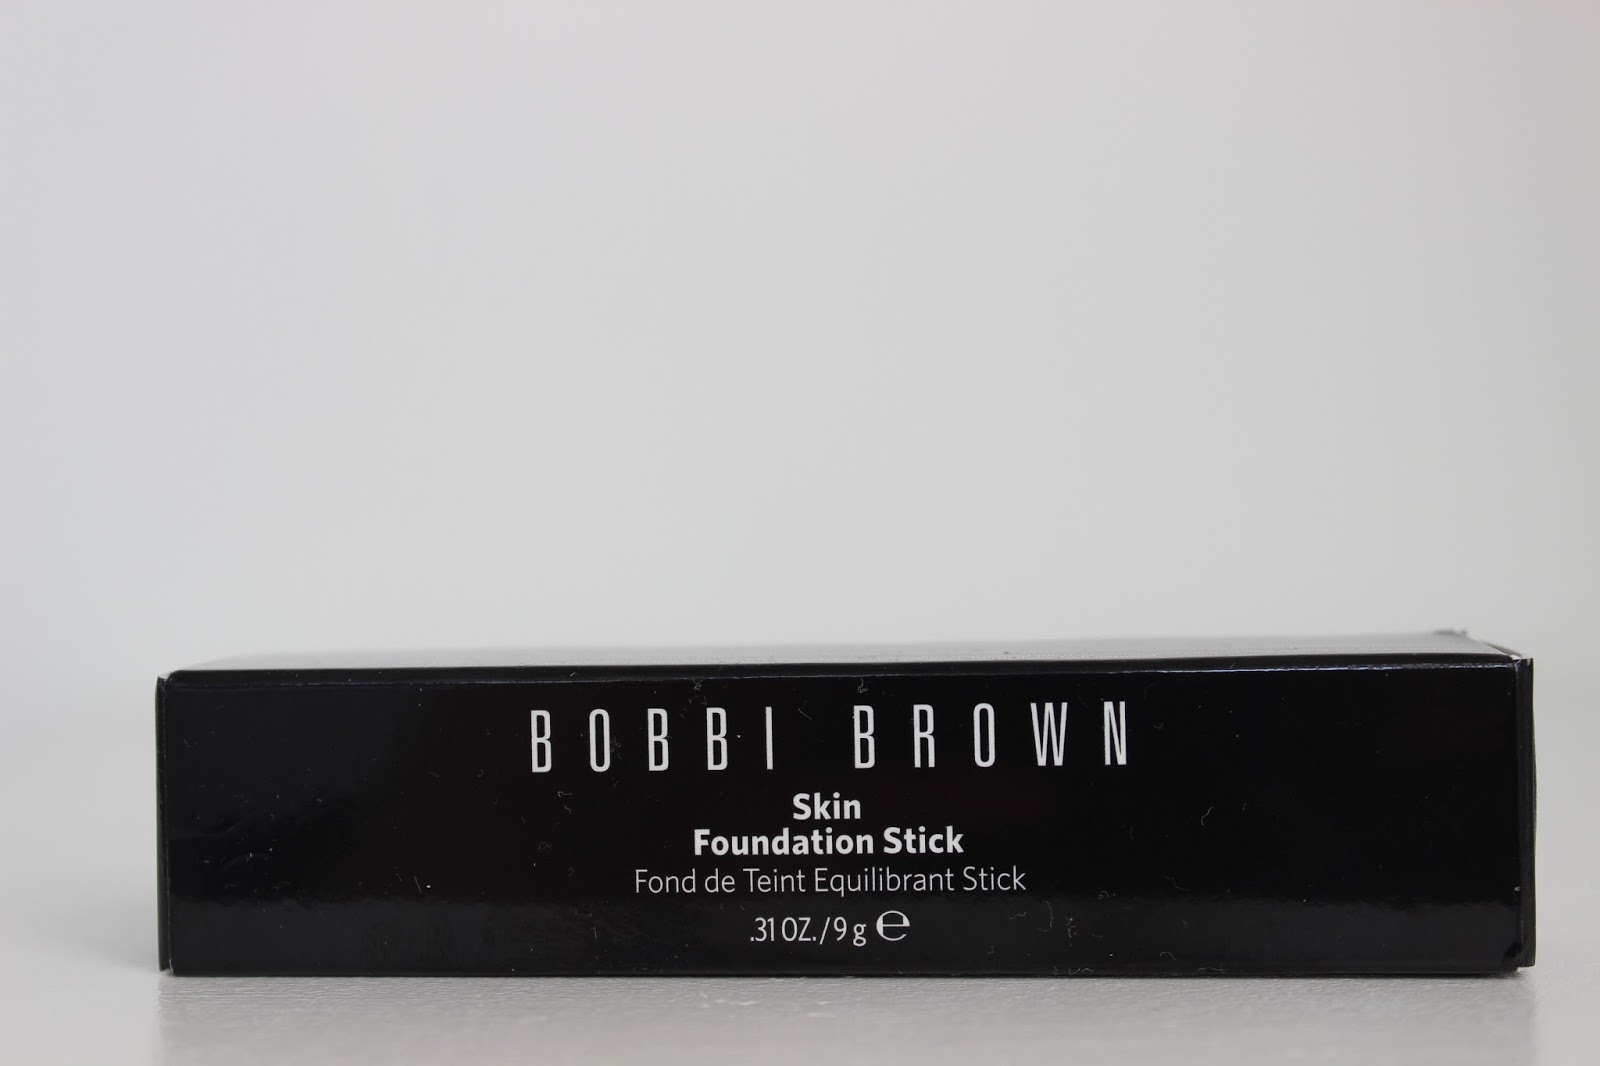 BOBBI BROWN
Skin
Foundation Stick
Fond de Teint Equilibrant Stick
.31 OZ./9 g ℮